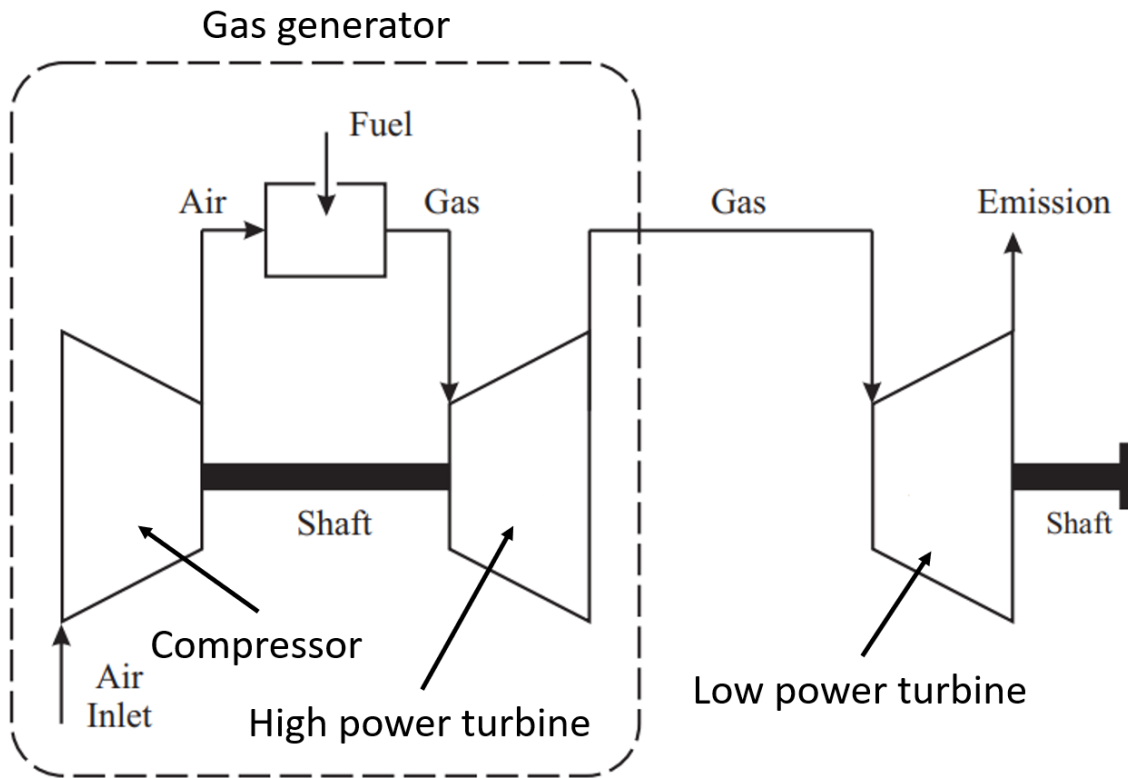 Gas generator
Fuel
Air
Gas
Gas
Emission
Shaft
Shaft
Compressor
Air
Inlet
High power turbine
Low power turbine